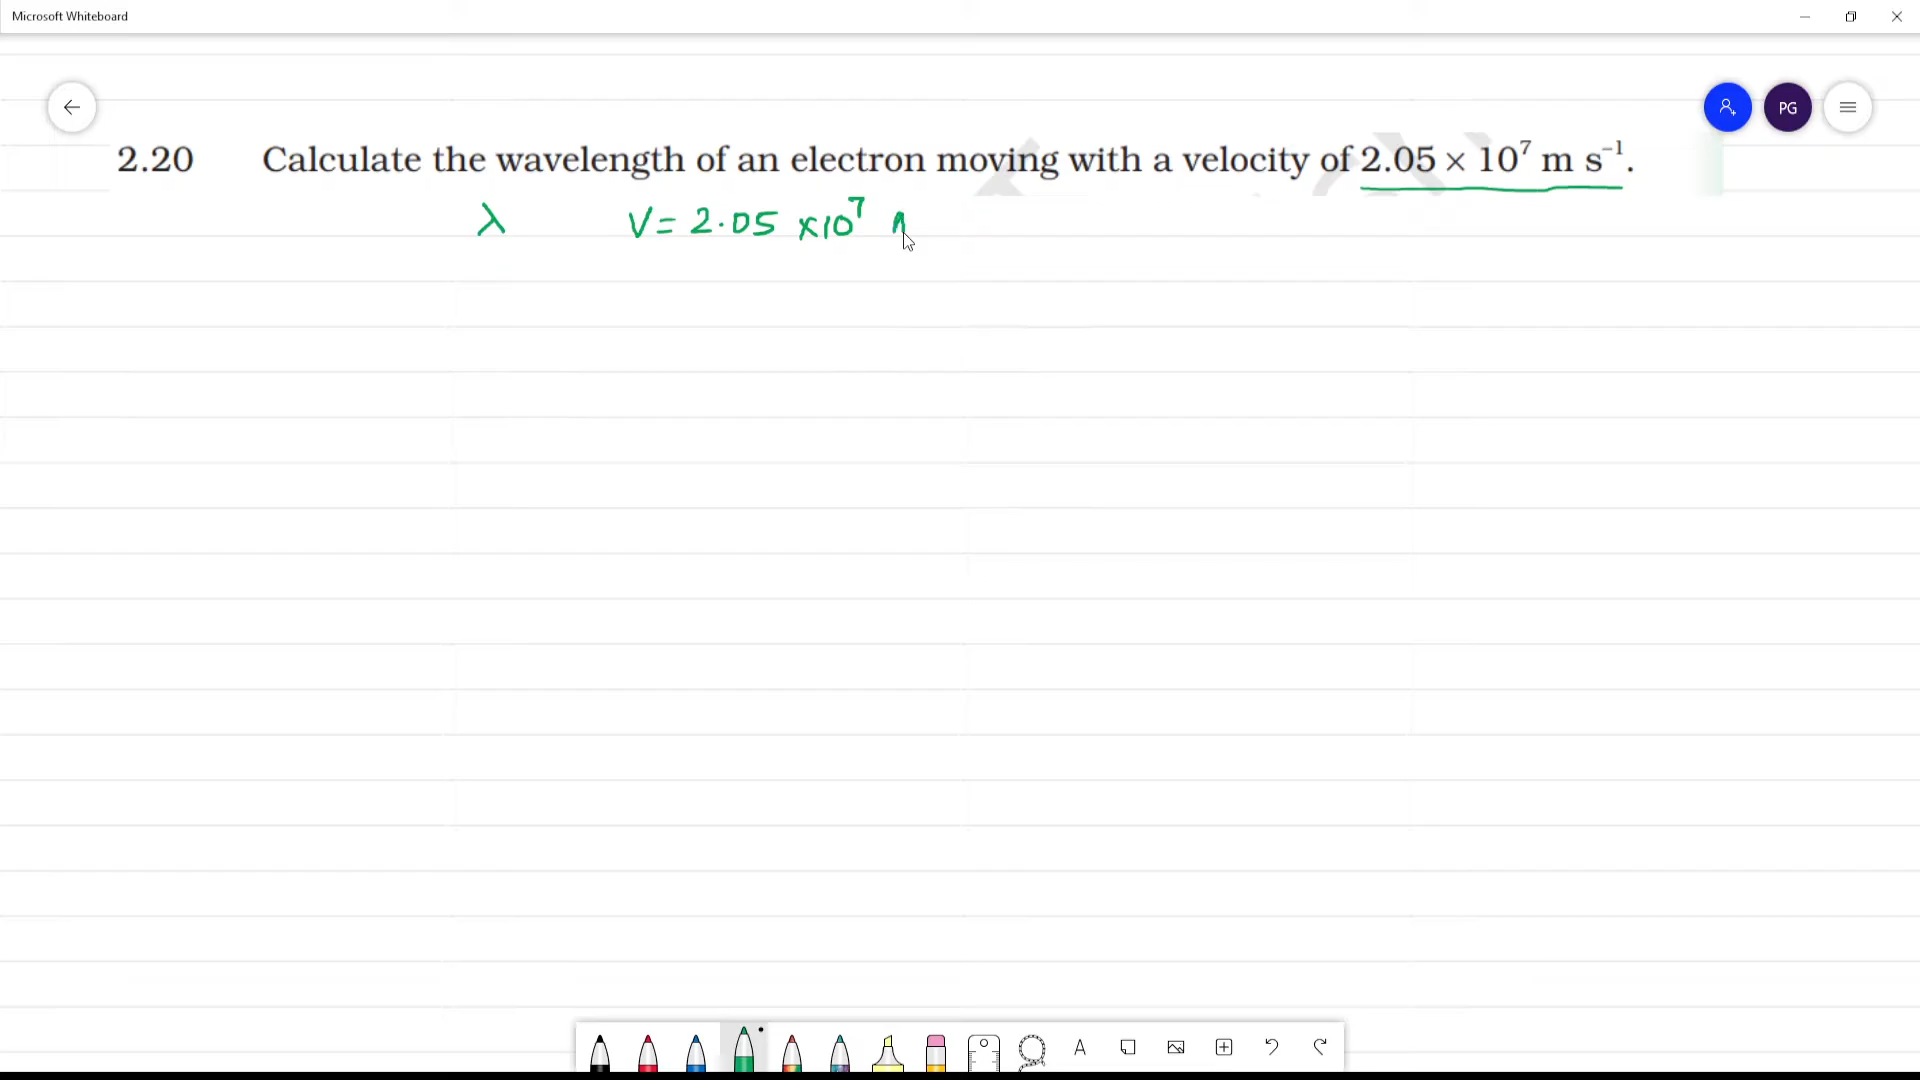 Microsoft Whiteboard
PG
2.20 Calculate the wavelength of an electron moving with a velocity of 2.05 × 10⁷ m s⁻¹.
λ V = 2.05 ×10⁷
A